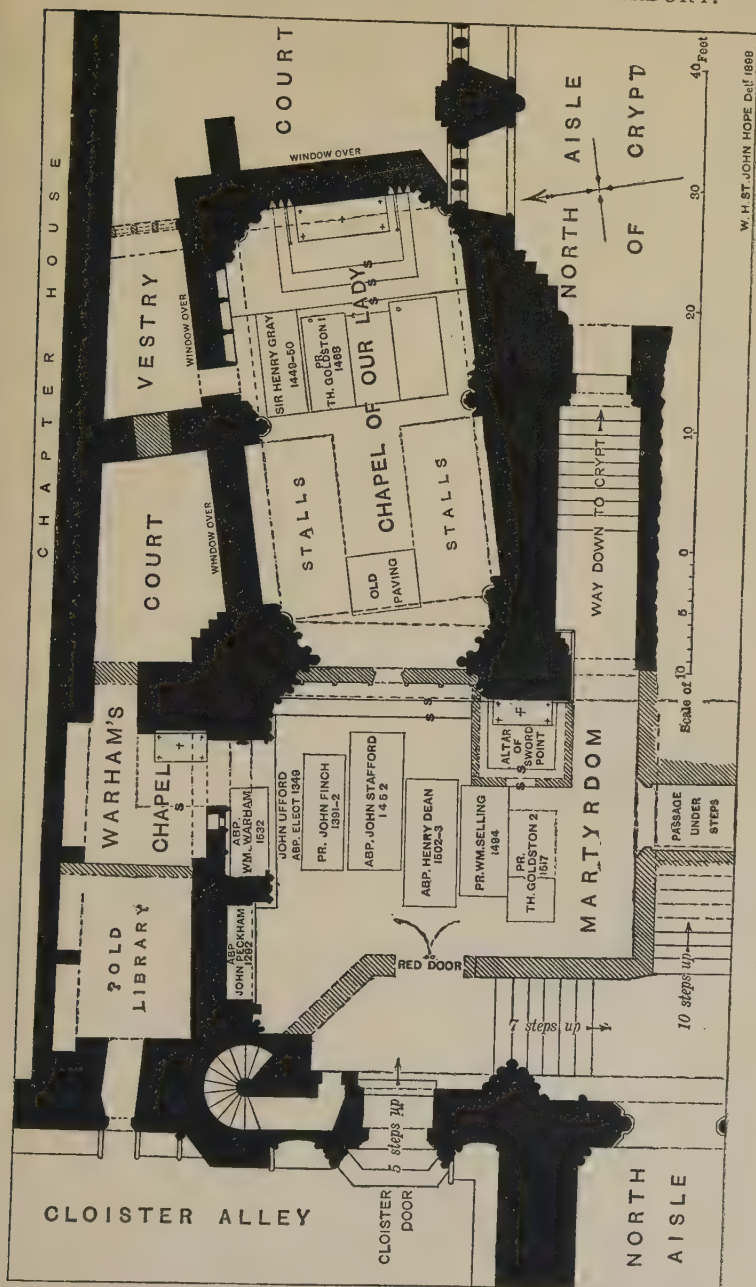 CHAPTER HOUSE
COURT
WINDOW OVER
VESTRY
WINDOW OVER
COURT
WINDOW OVER
WARHAM'S
CHAPEL
S
?OLD
LIBRARY
SIR HENRY GRAY
1449-50
PR.
TH. GOLDSTON 1
1468
CHAPEL OF OUR LADY
S
S
S
STALLS
STALLS
OLD
PAVING
ABP.
WM. WARHAM
1532
ABP.
JOHN PECKHAM
1292
JOHN UFFORD
ABP. ELECT 1349
PR. JOHN FINCH
1391-2
ABP. JOHN STAFFORD
1452
ABP. HENRY DEAN
1502-3
PR. WM. SELLING
1494
PR.
TH. GOLDSTON 2
1517
S
S
ALTAR
OF
SWORD
POINT
S
S
RED DOOR
MARTYRDOM
NORTH AISLE
OF CRYPT
WAY DOWN TO CRYPT
PASSAGE
UNDER
STEPS
7 steps up
10 steps up
5 steps up
CLOISTER ALLEY
CLOISTER
DOOR
NORTH
AISLE
Scale of 10 5 0 10 20 30 40 Feet
W. H. ST. JOHN HOPE Delt 1898